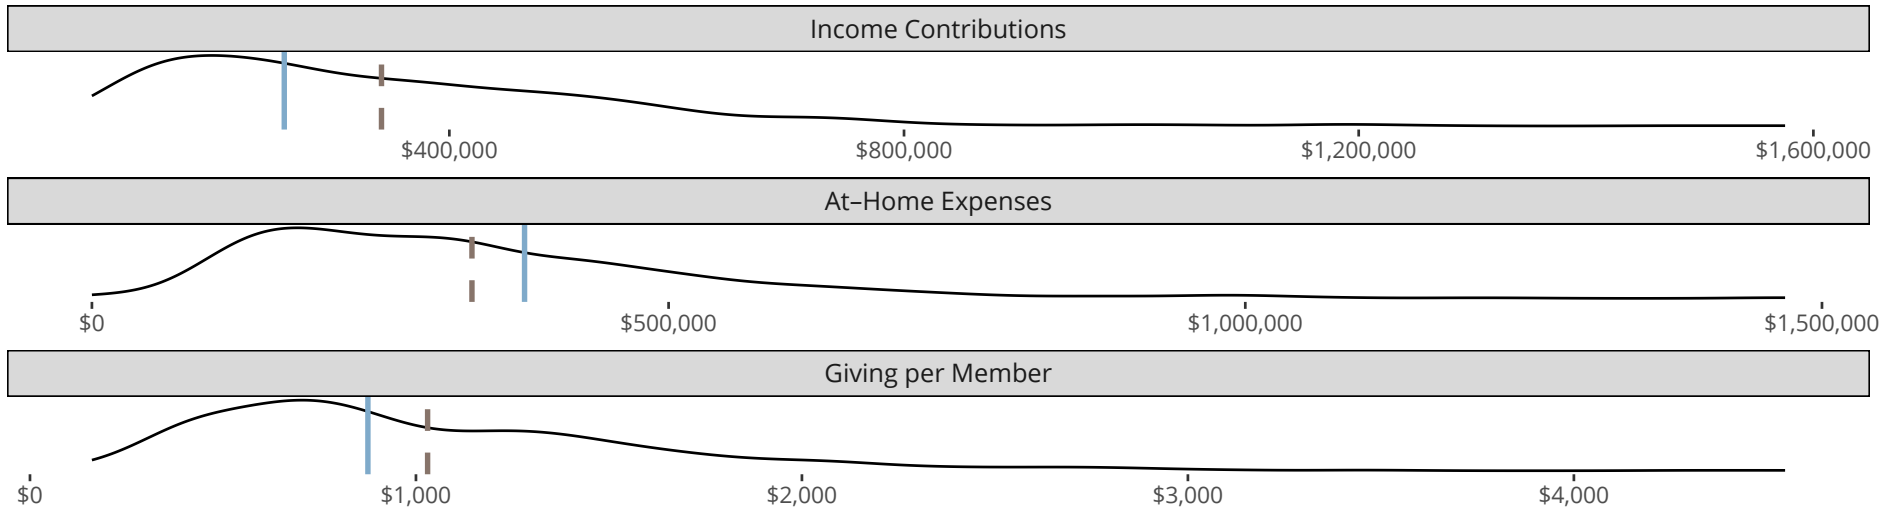 Income Contributions
$400,000 $800,000 $1,200,000 $1,600,000
At–Home Expenses
$0 $500,000 $1,000,000 $1,500,000
Giving per Member
$0 $1,000 $2,000 $3,000 $4,000